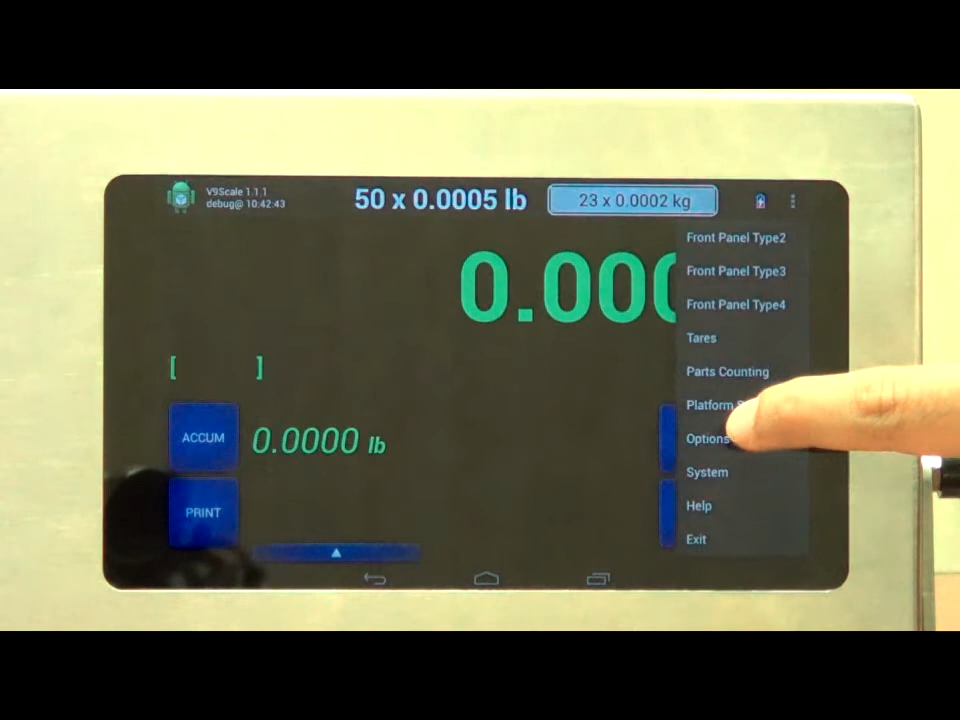 V9Scale 1.1.1
debug@ 10:42:43
50 x 0.0005 lb
23 x 0.0002 kg
0.000
[ ]
ACCUM
0.0000 lb
PRINT
Front Panel Type2
Front Panel Type3
Front Panel Type4
Tares
Parts Counting
Platform
Options
System
Help
Exit